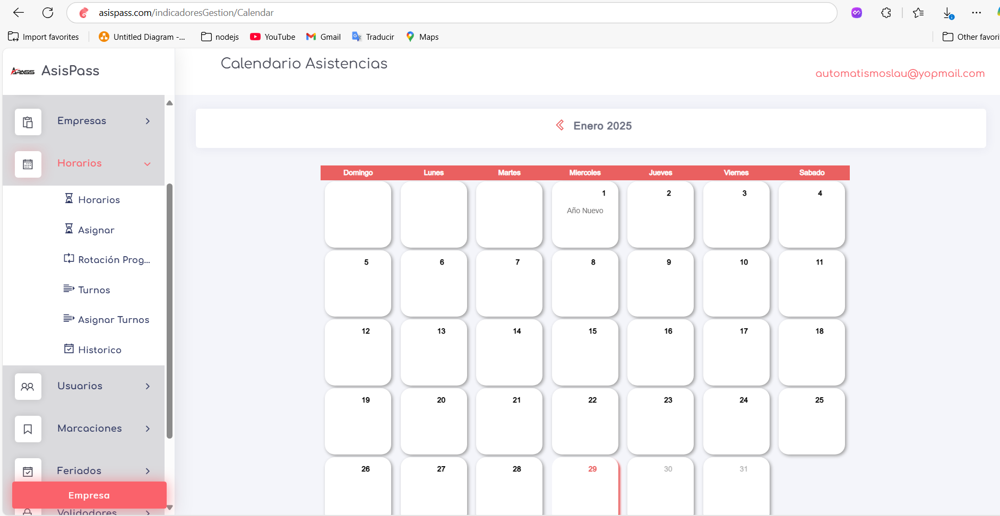 asispass.com/indicadoresGestion/Calendar
Import favorites
Untitled Diagram -...
nodejs
YouTube
Gmail
Traducir
Maps
Other favori
APASS
AsisPass
Calendario Asistencias
automatismoslau@yopmail.com
Empresas
Horarios
Horarios
Asignar
Rotación Prog...
Turnos
Asignar Turnos
Historico
Usuarios
Marcaciones
Feriados
Empresa
Validadores
Enero 2025
Domingo Lunes Martes Miercoles Jueves Viernes Sabado
1 2 3 4
Año Nuevo
5 6 7 8 9 10 11
12 13 14 15 16 17 18
19 20 21 22 23 24 25
26 27 28 29 30 31